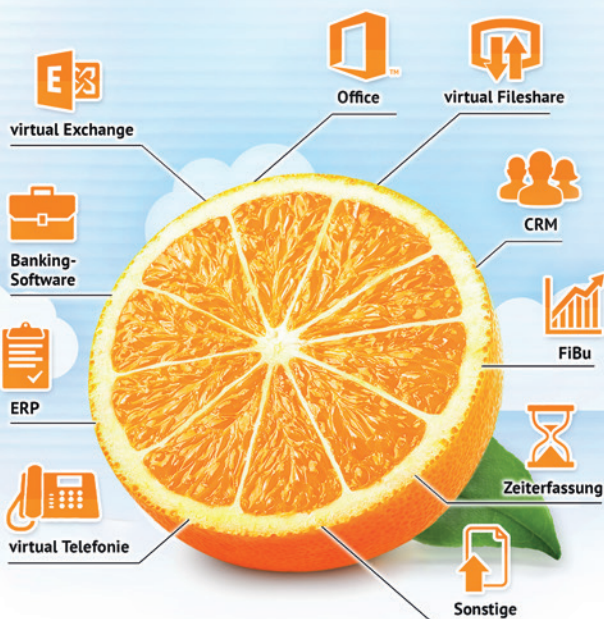 Office
virtual Fileshare
E
virtual Exchange
CRM
Banking-
Software
FiBu
ERP
Zeiterfassung
virtual Telefonie
Sonstige